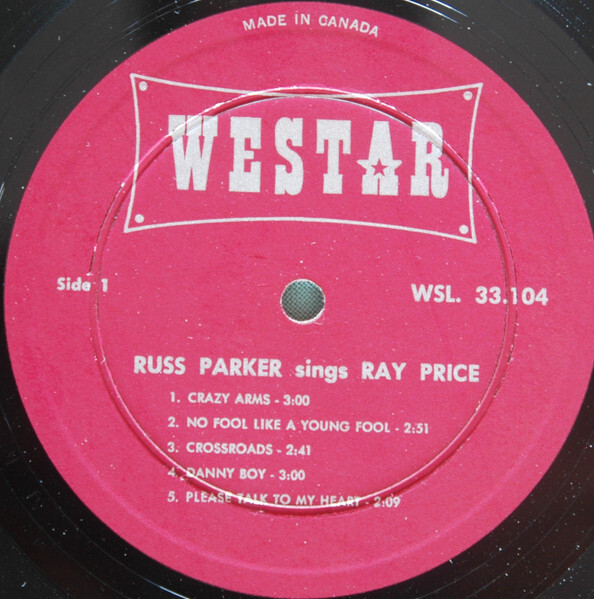 MADE IN CANADA
WESTAR
Side 1
WSL. 33.104
RUSS PARKER sings RAY PRICE
1. CRAZY ARMS - 3:00
2. NO FOOL LIKE A YOUNG FOOL - 2:51
3. CROSSROADS - 2:41
4. DANNY BOY - 3:00
5. PLEASE TALK TO MY HEART - 2:09